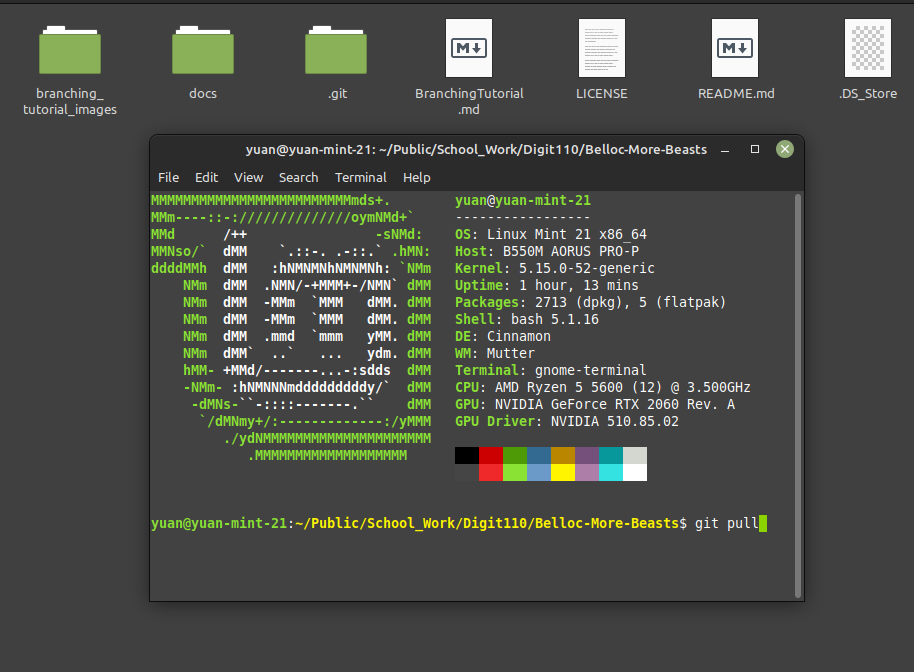 branching_
tutorial_images
docs
.git
BranchingTutorial
.md
LICENSE
README.md
.DS_Store
yuan@yuan-mint-21: ~/Public/School_Work/Digit110/Belloc-More-Beasts
File Edit View Search Terminal Help
MMMMMMMMMMMMMMMMMMMMMMMMMmds+.        yuan@yuan-mint-21
MMm----::-://////////////oymNMd+`     -----------------
MMd      /++                -sNMd:    OS: Linux Mint 21 x86_64
MMNso/`  dMM    `.::-. .-::.` .hMN:   Host: B550M AORUS PRO-P
ddddMMh  dMM   :hNMNMNhNMNMNh: `NMm   Kernel: 5.15.0-52-generic
    NMm  dMM  .NMN/-+MMM+-/NMN` dMM   Uptime: 1 hour, 13 mins
    NMm  dMM  -MMm  `MMM   dMM. dMM   Packages: 2713 (dpkg), 5 (flatpak)
    NMm  dMM  -MMm  `MMM   dMM. dMM   Shell: bash 5.1.16
    NMm  dMM  .mmd  `mmm   yMM. dMM   DE: Cinnamon
    NMm  dMM`  ..`   ...   ydm. dMM   WM: Mutter
    hMM- +MMd/-------...-:sdds  dMM   Terminal: gnome-terminal
    -NMm- :hNMNNNmdddddddddy/`  dMM   CPU: AMD Ryzen 5 5600 (12) @ 3.500GHz
     -dMNs-``-::::-------.``    dMM   GPU: NVIDIA GeForce RTX 2060 Rev. A
      `/dMNmy+/:-------------:/yMMM   GPU Driver: NVIDIA 510.85.02
         ./ydNMMMMMMMMMMMMMMMMMMMMM
            .MMMMMMMMMMMMMMMMMMM
yuan@yuan-mint-21:~/Public/School_Work/Digit110/Belloc-More-Beasts$ git pull